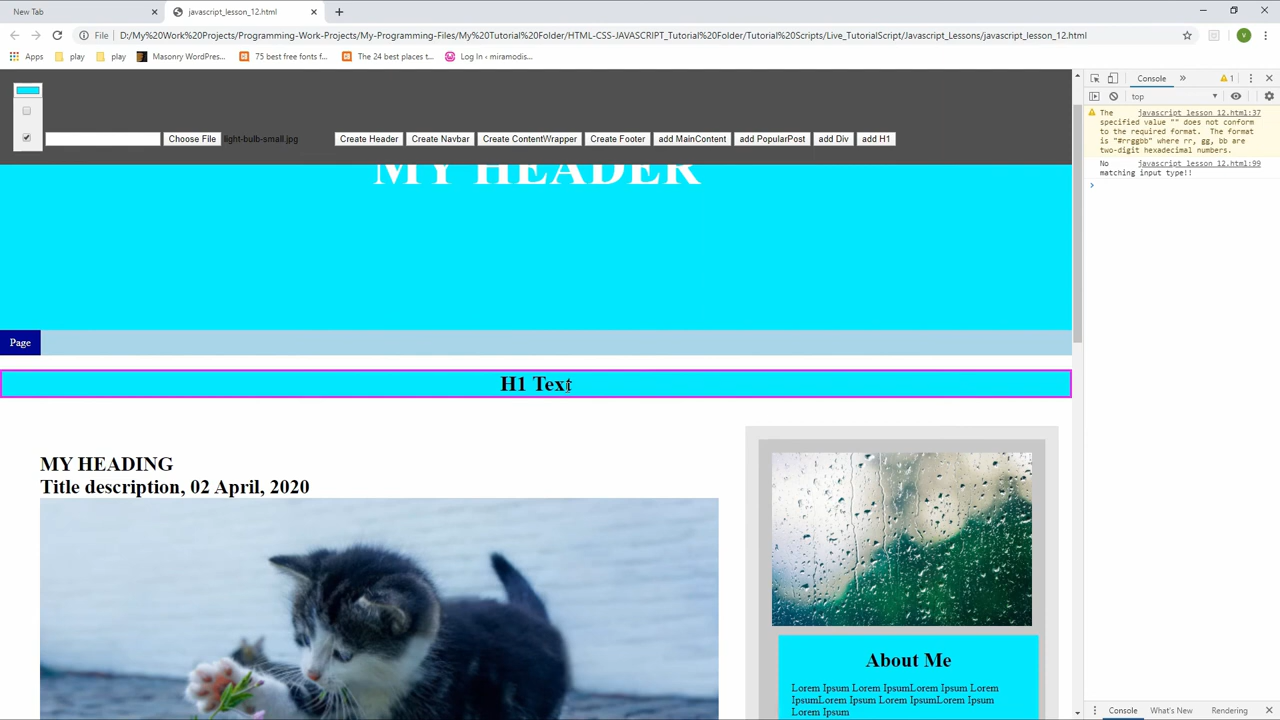 New Tab
javascript_lesson_12.html
File
D:/My%20Work%20Projects/Programming-Work-Projects/My-Programming-Files/My%20Tutorial%20Folder/HTML-CSS-JAVASCRIPT_Tutorial%20Folder/Tutorial%20Scripts/Live_TutorialScript/Javascript_Lessons/javascript_lesson_12.html
V
Apps
play
play
Masonry WordPres...
75 best free fonts f...
The 24 best places t...
Log In ‹ miramodis...
Choose File
light-bulb-small.jpg
Create Header
Create Navbar
Create ContentWrapper
Create Footer
add MainContent
add PopularPost
add Div
add H1
MY HEADER
Page
H1 Text
MY HEADING
Title description, 02 April, 2020
About Me
Lorem Ipsum Lorem IpsumLorem Ipsum Lorem
IpsumLorem Ipsum Lorem IpsumLorem Ipsum
Lorem Ipsum
Console
1
top
The javascript_lesson_12.html:37
specified value "" does not conform
to the required format. The format
is "#rrggbb" where rr, gg, bb are
two-digit hexadecimal numbers.
No javascript_lesson_12.html:99
matching input type!!
Console
What's New
Rendering